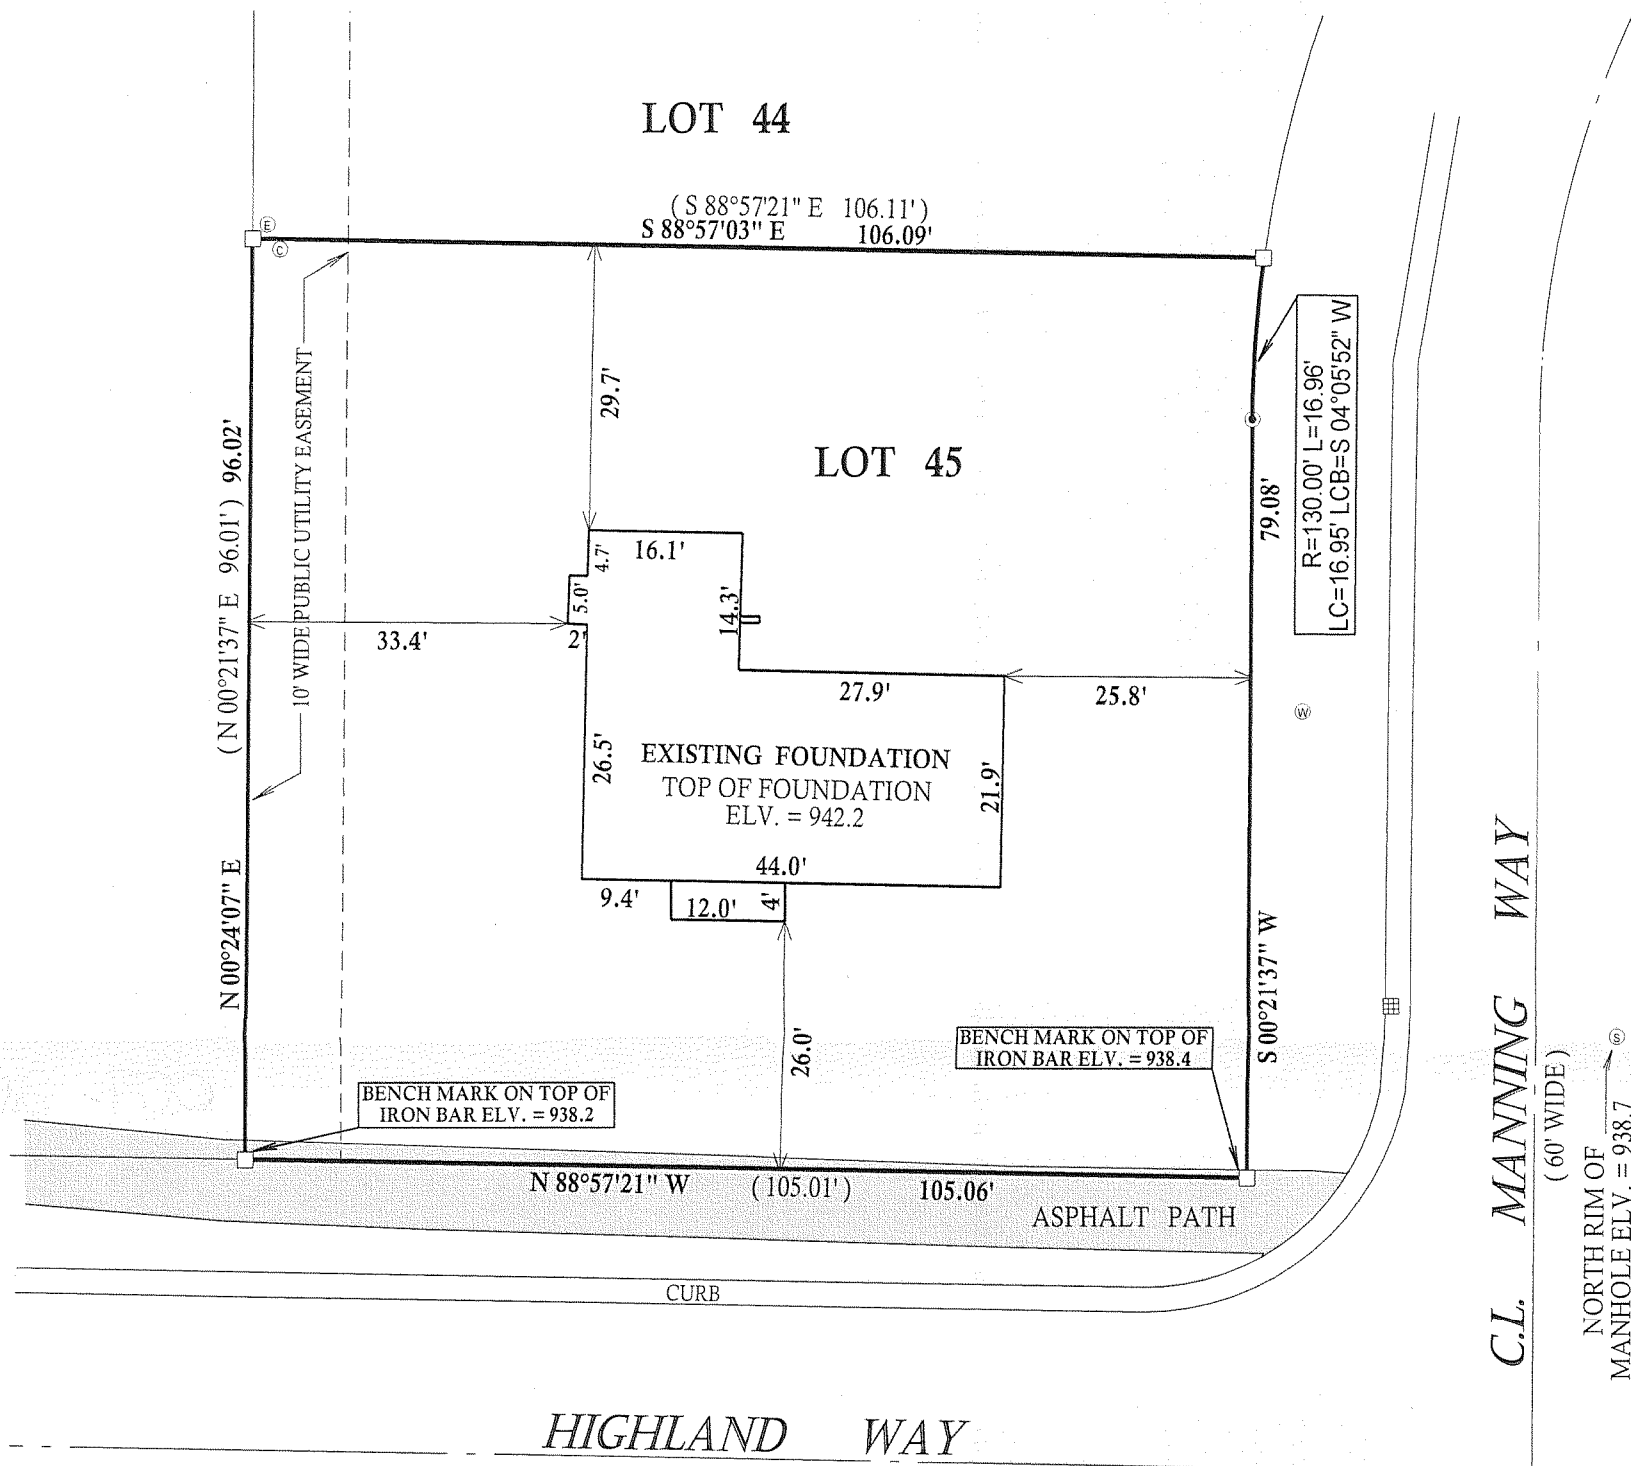 LOT 44
( S 88°57'21" E 106.11' )
S 88°57'03" E 106.09'
E
C
10' WIDE PUBLIC UTILITY EASEMENT
( N 00°21'37" E 96.01' ) 96.02'
N 00°24'07" E
29.7'
LOT 45
R=130.00' L=16.96'
LC=16.95' LCB=S 04°05'52" W
79.08'
16.1'
4.7'
5.0'
2'
14.3'
33.4'
27.9'
25.8'
W
26.5'
EXISTING FOUNDATION
TOP OF FOUNDATION
ELV. = 942.2
21.9'
44.0'
9.4'
12.0'
4'
26.0'
S 00°21'37" W
BENCH MARK ON TOP OF
IRON BAR ELV. = 938.4
BENCH MARK ON TOP OF
IRON BAR ELV. = 938.2
N 88°57'21" W ( 105.01' ) 105.06'
ASPHALT PATH
CURB
HIGHLAND WAY
C.L. MANNING WAY
( 60' WIDE )
S
NORTH RIM OF
MANHOLE ELV. = 938.7